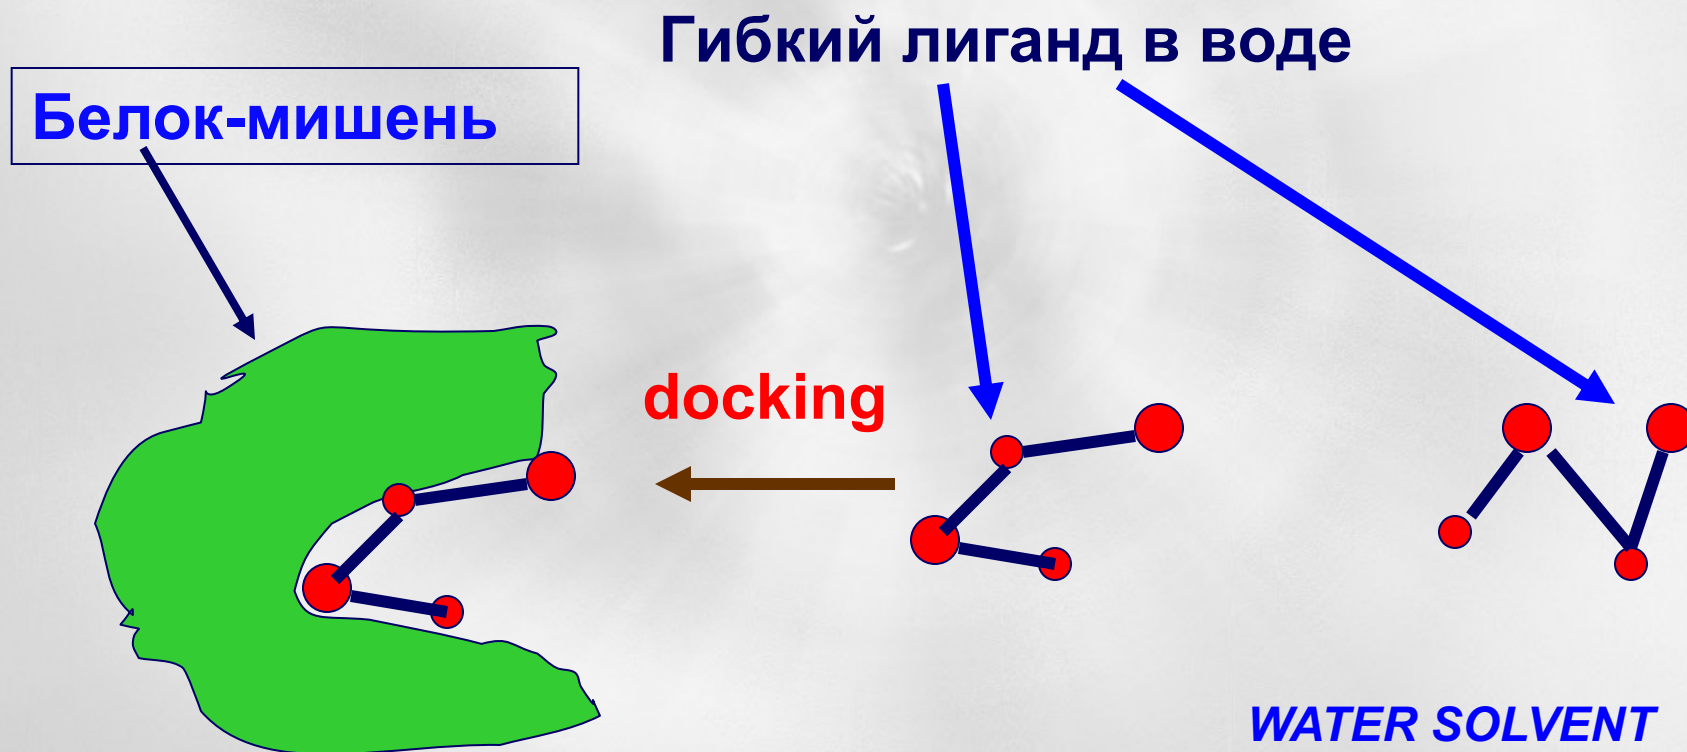 Гибкий лиганд в воде
Белок-мишень
docking
WATER SOLVENT